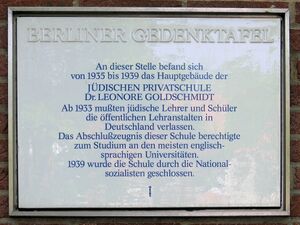 BERLINER GEDENKTAFEL
An dieser Stelle befand sich
von 1935 bis 1939 das Hauptgebäude der
JÜDISCHEN PRIVATSCHULE
Dr. LEONORE GOLDSCHMIDT
Ab 1933 mußten jüdische Lehrer und Schüler
die öffentlichen Lehranstalten in
Deutschland verlassen.
Das Abschlußzeugnis dieser Schule berechtigte
zum Studium an den meisten englisch-
sprachigen Universitäten.
1939 wurde die Schule durch die National-
sozialisten geschlossen.